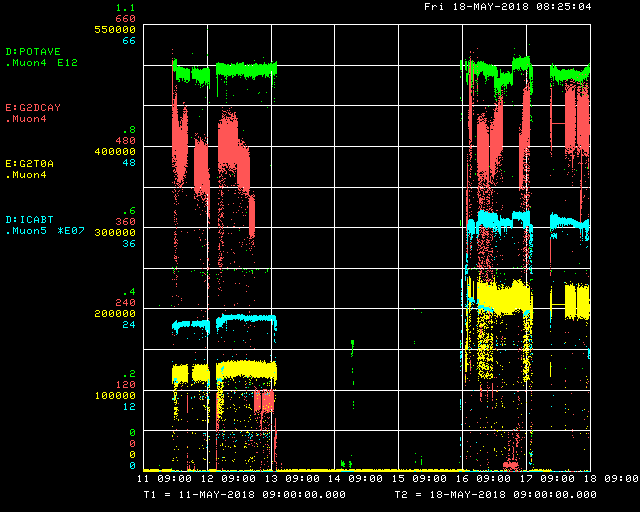 Fri 18-MAY-2018 08:25:04
1.1
660
550000
66
D:POTAVE
.Muon4 E12
E:G2DCAY
.Muon4
.8
480
400000
48
E:G2T0A
.Muon4
D:ICABT
.Muon5 *E07
.6
360
300000
36
.4
240
200000
24
.2
120
100000
12
0
0
0
0
11 09:00 12 09:00 13 09:00 14 09:00 15 09:00 16 09:00 17 09:00 18 09:00
T1 = 11-MAY-2018 09:00:00.000 T2 = 18-MAY-2018 09:00:00.000